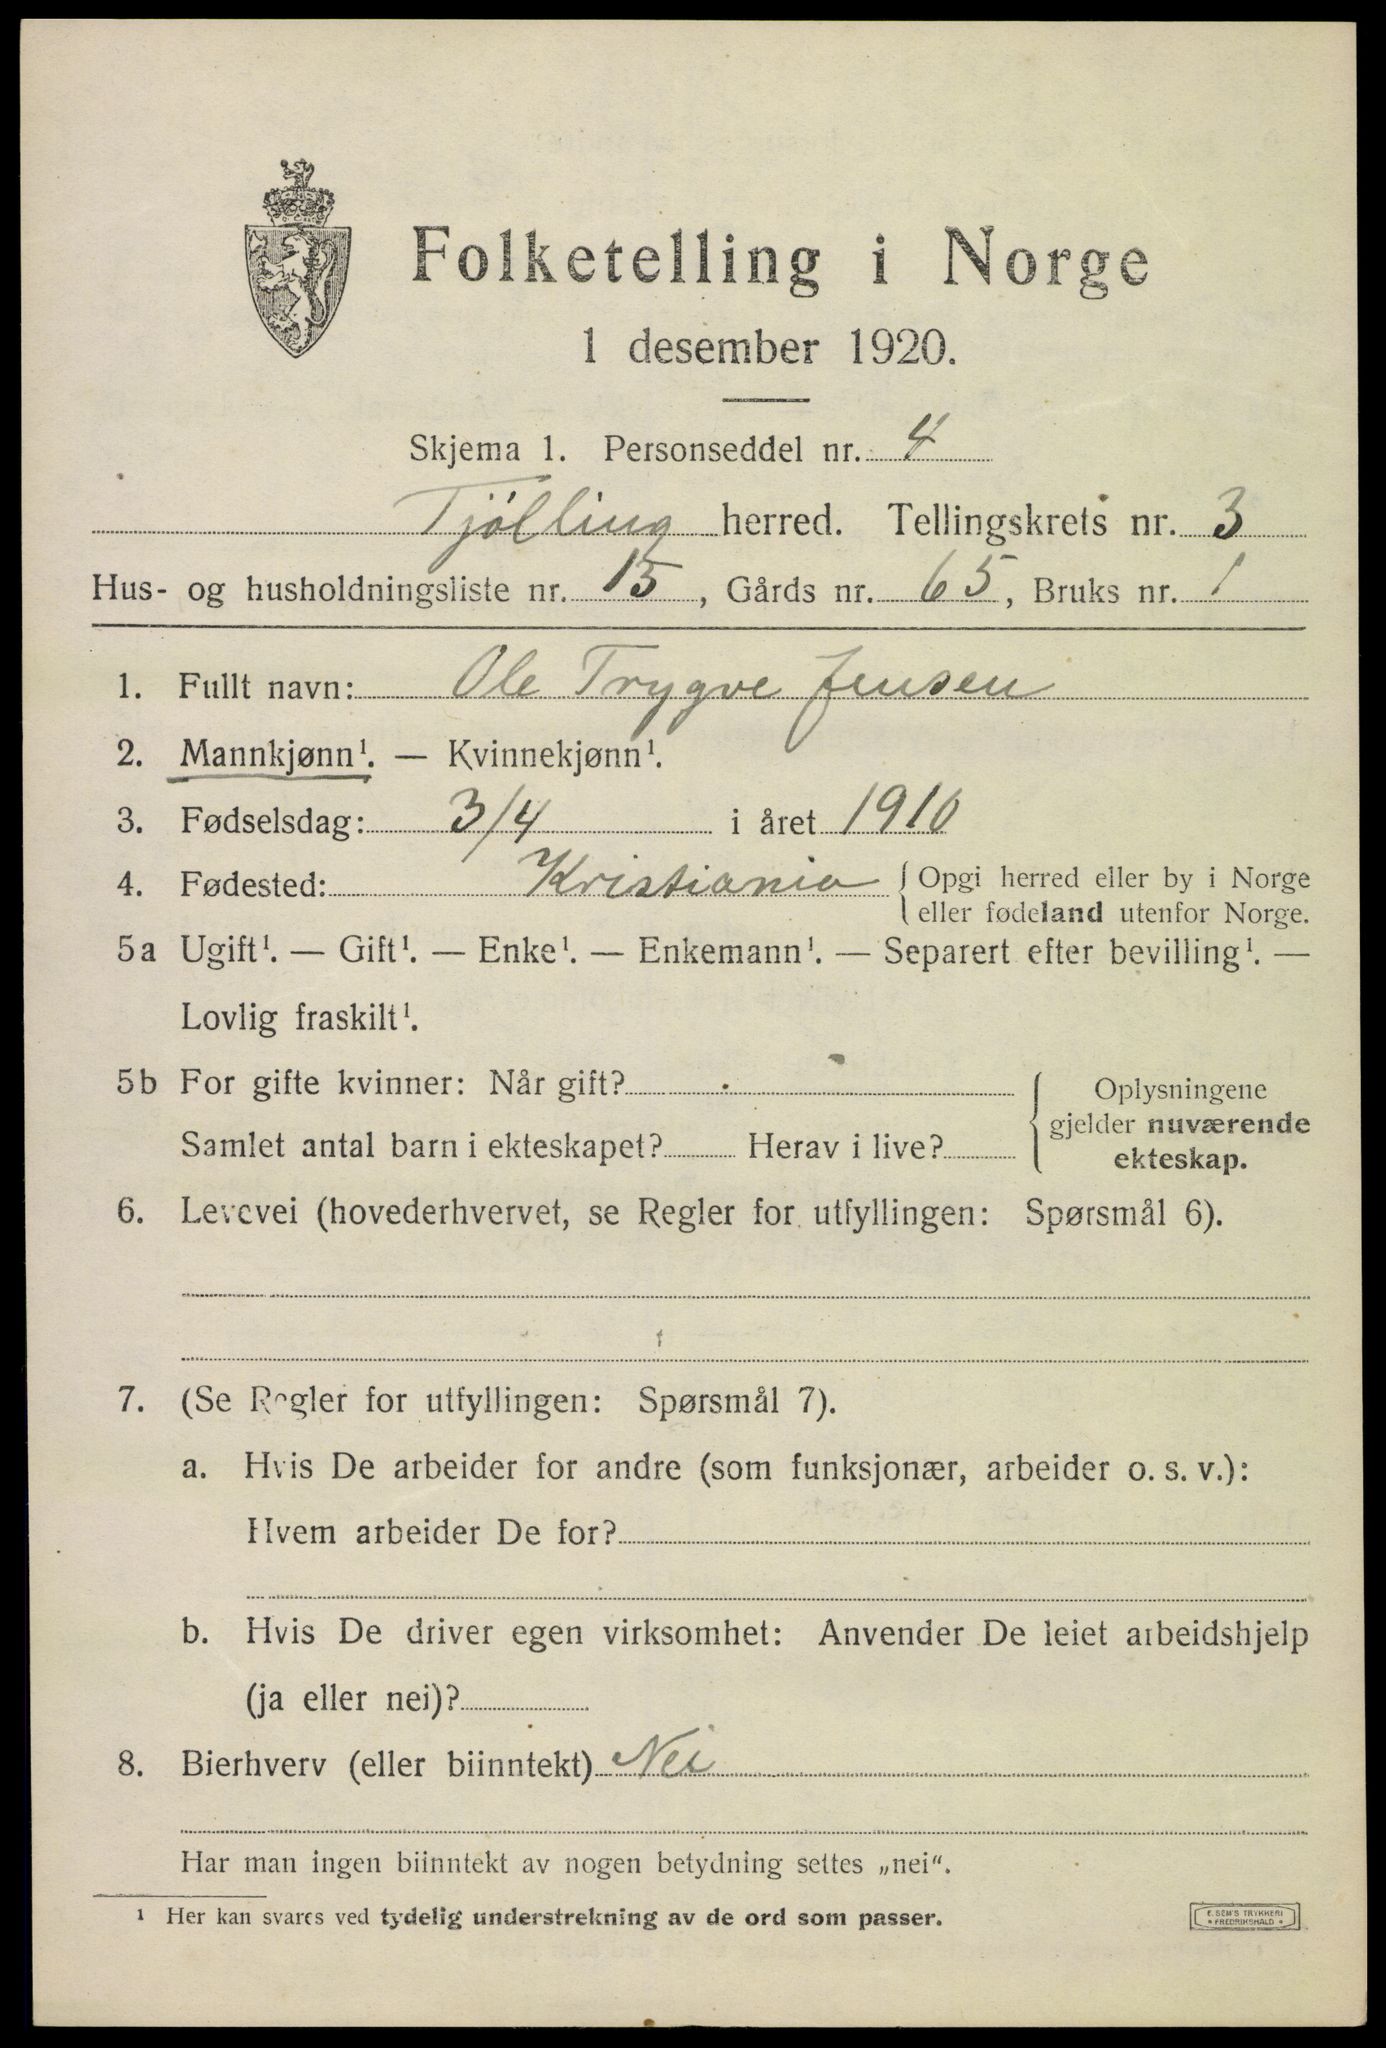 Folketelling i Norge
1 desember 1920.
Skjema 1. Personseddel nr. 4
Tjølling herred. Tellingskrets nr. 3
Hus- og husholdningsliste nr. 15, Gårds nr. 65, Bruks nr. 1
1. Fullt navn: Ole Trygve Jensen
2. Mannkjønn¹. — Kvinnekjønn¹.
3. Fødselsdag: 3/4 i året 1910
4. Fødested: Kristiania { Opgi herred eller by i Norge
eller fødeland utenfor Norge.
5a Ugift¹. — Gift¹. — Enke¹. — Enkemann¹. — Separert efter bevilling¹. —
Lovlig fraskilt¹.
5b For gifte kvinner: Når gift?
Samlet antal barn i ekteskapet? Herav i live?
Oplysningene
gjelder nuværende
ekteskap.
6. Levevei (hovederhvervet, se Regler for utfyllingen: Spørsmål 6).
7. (Se Regler for utfyllingen: Spørsmål 7).
a. Hvis De arbeider for andre (som funksjonær, arbeider o. s. v.):
Hvem arbeider De for?
b. Hvis De driver egen virksomhet: Anvender De leiet arbeidshjelp
(ja eller nei)?
8. Bierhverv (eller biinntekt) Nei
Har man ingen biinntekt av nogen betydning settes „nei“.
¹ Her kan svares ved tydelig understrekning av de ord som passer.
E. SEM'S TRYKKERI
* FREDRIKSHALD *